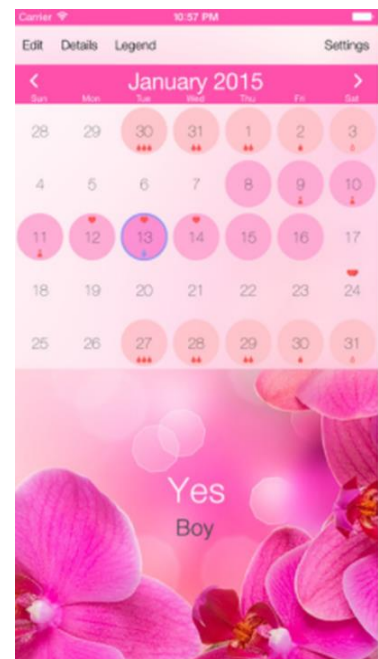 Carrier 10:57 PM
Edit Details Legend Settings
January 2015
Sun Mon Tue Wed Thu Fri Sat
28 29 30 31 1 2 3
4 5 6 7 8 9 10
11 12 13 14 15 16 17
18 19 20 21 22 23 24
25 26 27 28 29 30 31
Yes
Boy